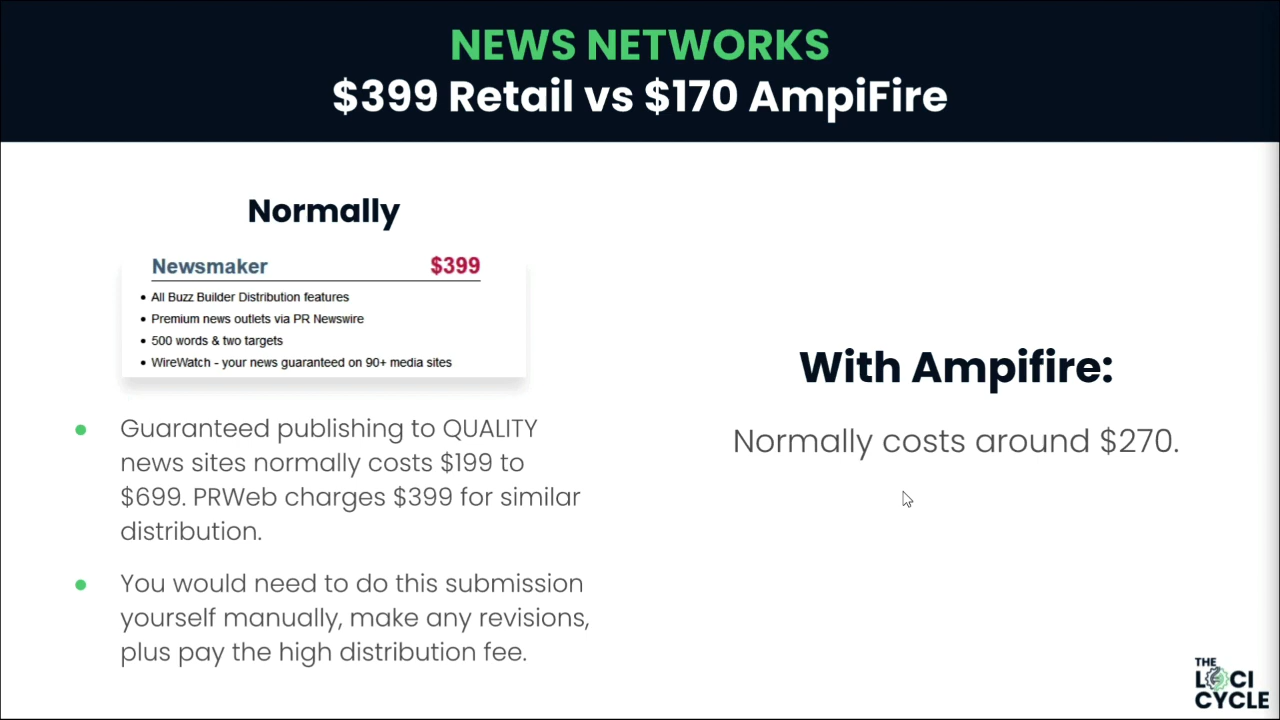 NEWS NETWORKS
$399 Retail vs $170 AmpiFire
Normally
Newsmaker $399
• All Buzz Builder Distribution features
• Premium news outlets via PR Newswire
• 500 words & two targets
• WireWatch - your news guaranteed on 90+ media sites
● Guaranteed publishing to QUALITY
news sites normally costs $199 to
$699. PRWeb charges $399 for similar
distribution.
● You would need to do this submission
yourself manually, make any revisions,
plus pay the high distribution fee.
With Ampifire:
Normally costs around $270.
THE
LOCI
CYCLE